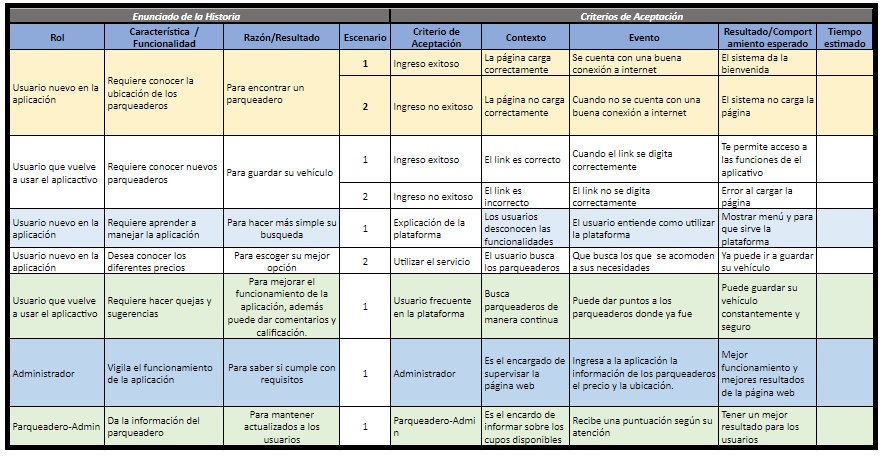 Enunciado de la Historia
Criterios de Aceptación
Rol
Característica /
Funcionalidad
Razón/Resultado
Escenario
Criterio de
Aceptación
Contexto
Evento
Resultado/Comport
amiento esperado
Tiempo
estimado
Usuario nuevo en la
aplicación
Requiere conocer la
ubicación de los
parqueaderos
Para encontrar un
parqueadero
1
Ingreso exitoso
La página carga
correctamente
Se cuenta con una buena
conexión a internet
El sistema da la
bienvenida
2
Ingreso no exitoso
La página no carga
correctamente
Cuando no se cuenta con una
buena conexión a internet
El sistema no carga la
página
Usuario que vuelve
a usar el aplicactivo
Requiere conocer nuevos
parqueaderos
Para guardar su vehículo
1
Ingreso exitoso
El link es correcto
Cuando el link se digita
correctemente
Te permite acceso a
las funciones de el
aplicativo
2
Ingreso no exitoso
El link es
incorrecto
El link no se digita
correctamente
Error al cargar la
página
Usuario nuevo en la
aplicación
Requiere aprender a
manejar la aplicación
Para hacer más simple su
busqueda
1
Explicación de la
plataforma
Los usuarios
desconocen las
funcionalidades
El usuario entiende como utilizar
la plataforma
Mostrar menú y para
que sirve la
plataforma
Usuario nuevo en la
aplicación
Desea conocer los
diferentes precios
Para escoger su mejor
opción
2
Utilizar el servicio
El usuario busca
los parqueaderos
Que busca los que se acomoden
a sus necesidades
Ya puede ir a guardar
su vehículo
Usuario que vuelve
a usar el aplicactivo
Requiere hacer quejas y
sugerencias
Para mejorar el
funcionamiento de la
aplicación, además
puede dar comentarios y
calificación.
1
Usuario frecuente
en la plataforma
Busca
parqueaderos de
manera continua
Puede dar puntos a los
parqueaderos donde ya fue
Puede guardar su
vehículo
constantemente y
seguro
Administrador
Vigila el funcionamiento
de la aplicación
Para saber si cumple con
requisitos
1
Administrador
Es el encargado de
supervisar la
página web
Ingresa a la aplicación la
información de los parqueaderos
el precio y la ubicación.
Mejor
funcionamiento y
mejores resultados
de la página web
Parqueadero-Admin
Da la información del
parqueadero
Para mantener
actualizados a los
usuarios
1
Parqueadero-Admi
n
Es el encardo de
informar sobre los
cupos disponibles
Recibe una puntuación según su
atención
Tener un mejor
resultado para los
usuarios